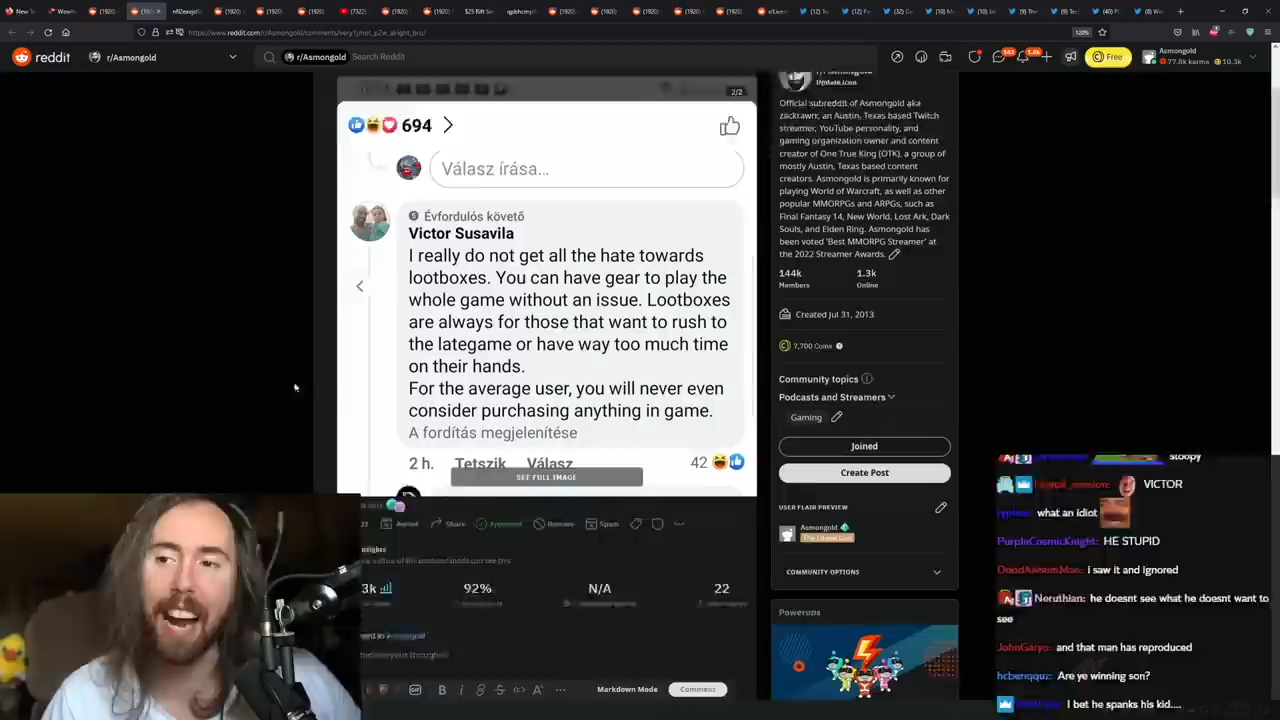 https://www.reddit.com/r/Asmongold/comments/very1j/not_p2w_alright_bro/
120%
reddit
r/Asmongold
r/Asmongold
Search Reddit
Free
Asmongold
77.8k karma
10.3k
2/2
694
Válasz írása...
Évfordulós követő
Victor Susavila
I really do not get all the hate towards
lootboxes. You can have gear to play the
whole game without an issue. Lootboxes
are always for those that want to rush to
the lategame or have way too much time
on their hands.
For the average user, you will never even
consider purchasing anything in game.
A fordítás megjelenítése
2 h.
Tetszik
Válasz
42
SEE FULL IMAGE
Award
Share
Approved
Remove
Spam
3k
92%
N/A
22
Markdown Mode
Comment
Official subreddit of Asmongold aka
zackrawrr, an Austin, Texas based Twitch
streamer, YouTube personality, and
gaming organization owner and content
creator of One True King (OTK), a group of
mostly Austin, Texas based content
creators. Asmongold is primarily known for
playing World of Warcraft, as well as other
popular MMORPGs and ARPGs, such as
Final Fantasy 14, New World, Lost Ark, Dark
Souls, and Elden Ring. Asmongold has
been voted 'Best MMORPG Streamer' at
the 2022 Streamer Awards.
144k
1.3k
Members
Online
Created Jul 31, 2013
7,700 Coins
Community topics
Podcasts and Streamers
Gaming
Joined
Create Post
USER FLAIR PREVIEW
Asmongold
COMMUNITY OPTIONS
Powerups
stoopy
VICTOR
what an idiot
PurpleCosmicKnight: HE STUPID
i saw it and ignored
Neruthian: he doesnt see what he doesnt want to
see
JohnGaryo: and that man has reproduced
Are ye winning son?
I bet he spanks his kid....